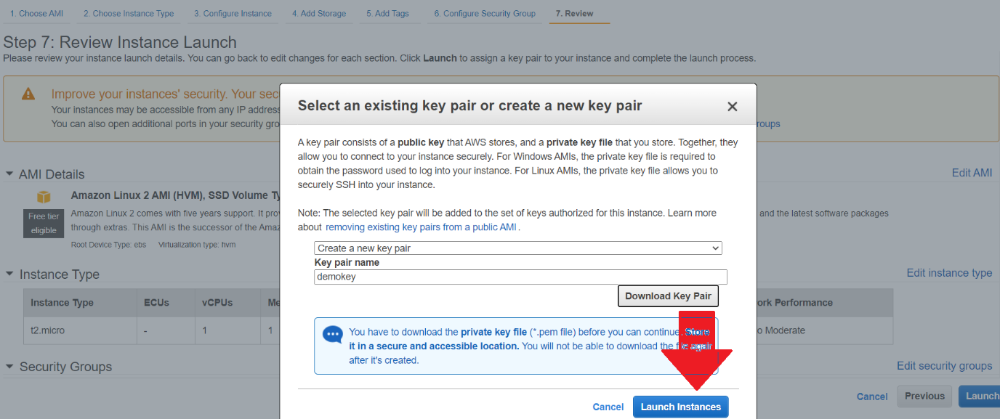 1. Choose AMI 2. Choose Instance Type 3. Configure Instance 4. Add Storage 5. Add Tags 6. Configure Security Group 7. Review
Step 7: Review Instance Launch
Please review your instance launch details. You can go back to edit changes for each section. Click Launch to assign a key pair to your instance and complete the launch process.
Improve your instances' security. Your sec
Your instances may be accessible from any IP address
You can also open additional ports in your security gro
roups
AMI Details
Edit AMI
Amazon Linux 2 AMI (HVM), SSD Volume Ty
Free tier
eligible
Amazon Linux 2 comes with five years support. It prov
and the latest software packages
through extras. This AMI is the successor of the Amaz
Root Device Type: ebs Virtualization type: hvm
Instance Type
Edit instance type
Instance Type ECUs vCPUs Me
ork Performance
t2.micro - 1 1
o Moderate
Security Groups
Edit security groups
Cancel Previous Launch
Select an existing key pair or create a new key pair
A key pair consists of a public key that AWS stores, and a private key file that you store. Together, they
allow you to connect to your instance securely. For Windows AMIs, the private key file is required to
obtain the password used to log into your instance. For Linux AMIs, the private key file allows you to
securely SSH into your instance.
Note: The selected key pair will be added to the set of keys authorized for this instance. Learn more
about removing existing key pairs from a public AMI.
Create a new key pair
Key pair name
demokey
Download Key Pair
You have to download the private key file (*.pem file) before you can continue. Store
it in a secure and accessible location. You will not be able to download the file again
after it's created.
Cancel Launch Instances